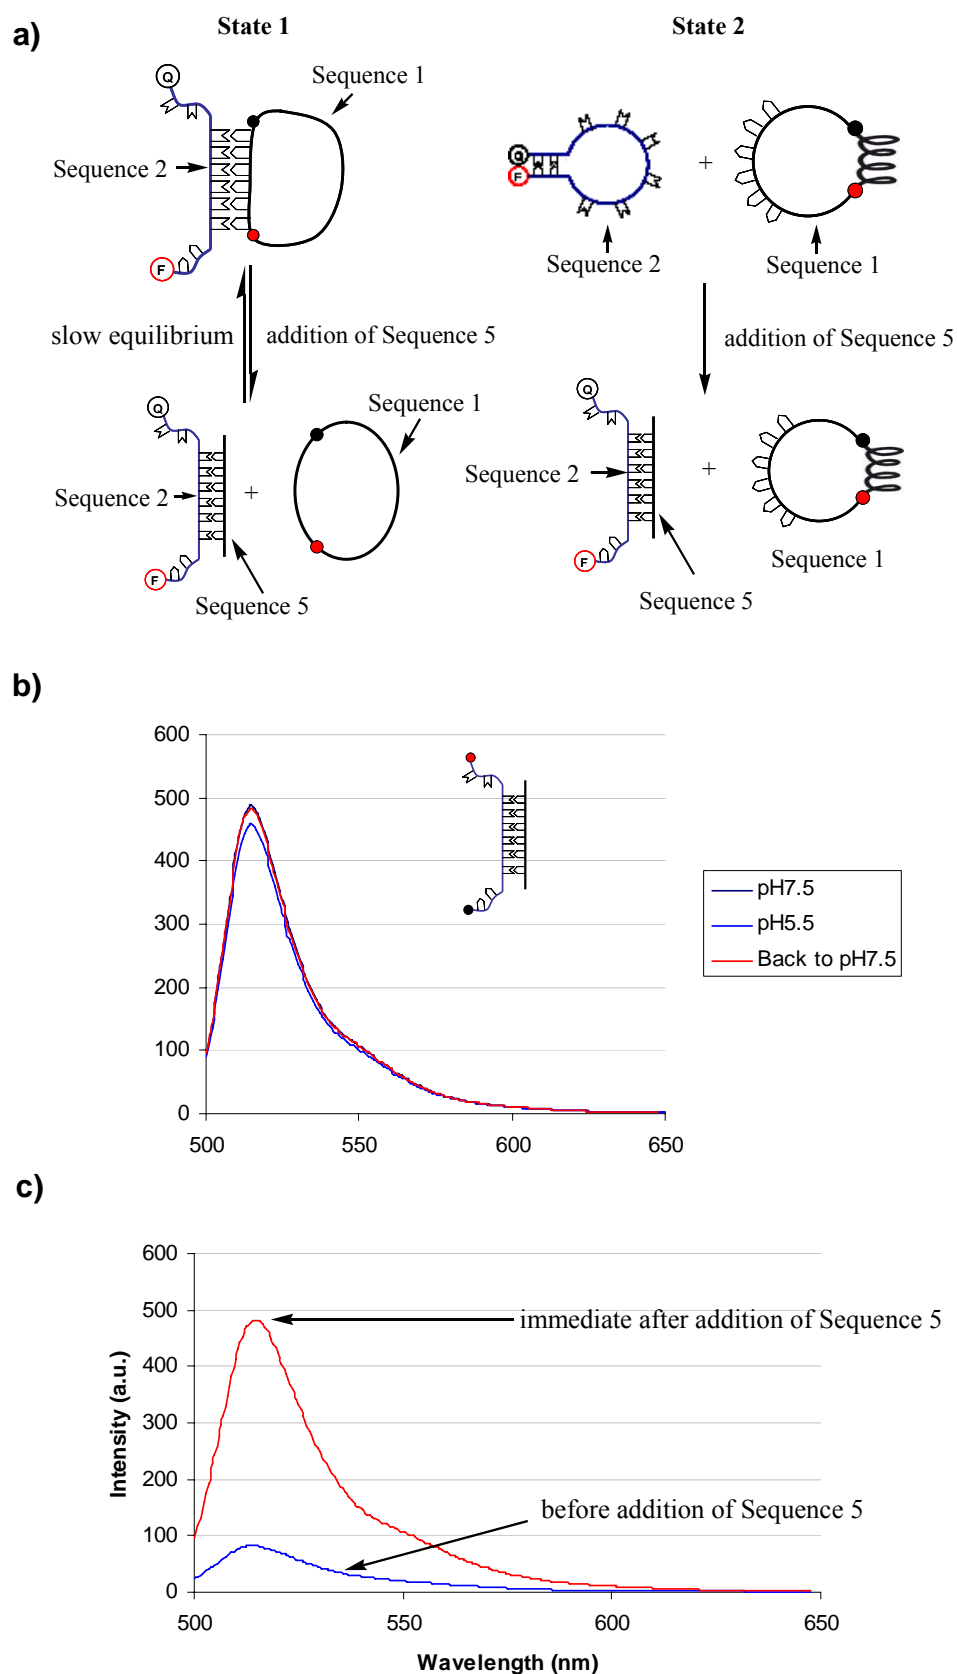 a)
State 1
State 2
Q
Sequence 1
Sequence 2
F
Q
F
+
Sequence 2
Sequence 1
slow equilibrium
addition of Sequence 5
addition of Sequence 5
Q
Sequence 1
Sequence 2
+
F
Sequence 5
Q
Sequence 2
+
F
Sequence 1
Sequence 5
b)
600
500
400
300
200
100
0
500
550
600
650
pH7.5
pH5.5
Back to pH7.5
c)
600
500
400
300
200
100
0
Intensity (a.u.)
immediate after addition of Sequence 5
before addition of Sequence 5
500
550
600
650
Wavelength (nm)